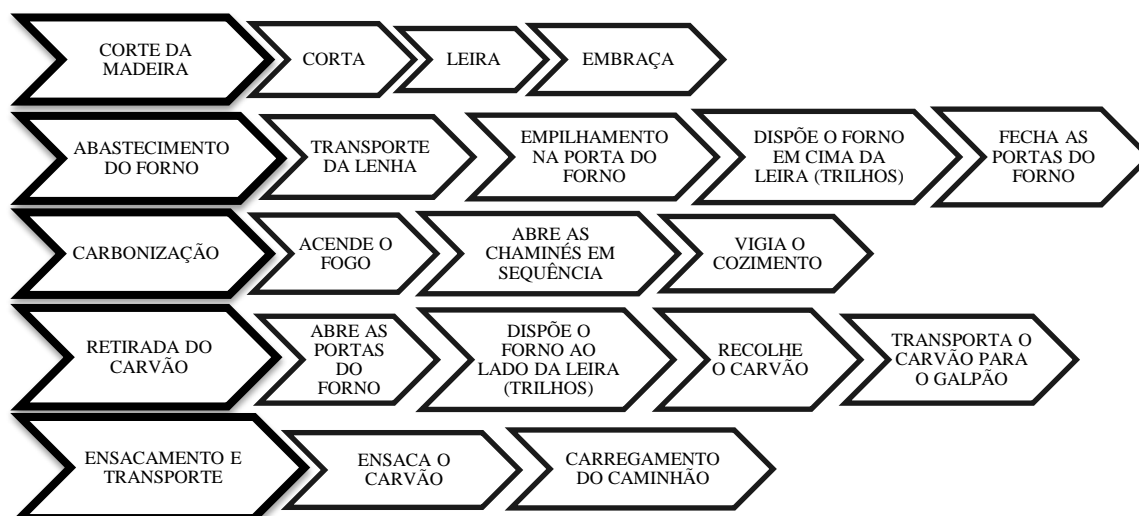 CORTE DA
MADEIRA
CORTA
LEIRA
EMBRAÇA
ABASTECIMENTO
DO FORNO
TRANSPORTE
DA LENHA
EMPILHAMENTO
NA PORTA DO
FORNO
DISPÕE O FORNO
EM CIMA DA
LEIRA (TRILHOS)
FECHA AS
PORTAS DO
FORNO
CARBONIZAÇÃO
ACENDE O
FOGO
ABRE AS
CHAMINÉS EM
SEQUÊNCIA
VIGIA O
COZIMENTO
RETIRADA DO
CARVÃO
ABRE AS
PORTAS
DO
FORNO
DISPÕE O
FORNO AO
LADO DA LEIRA
(TRILHOS)
RECOLHE
O CARVÃO
TRANSPORTA O
CARVÃO PARA
O GALPÃO
ENSACAMENTO E
TRANSPORTE
ENSACA O
CARVÃO
CARREGAMENTO
DO CAMINHÃO